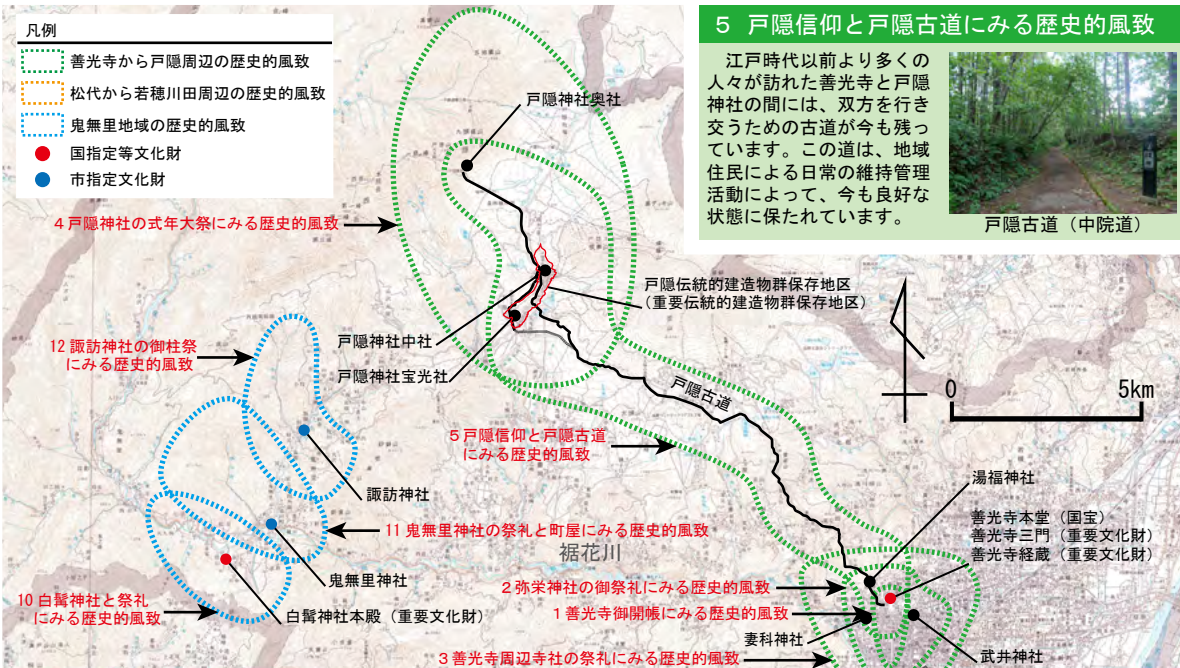 凡例
善光寺から戸隠周辺の歴史的風致
松代から若穂川田周辺の歴史的風致
鬼無里地域の歴史的風致
国指定等文化財
市指定文化財
5 戸隠信仰と戸隠古道にみる歴史的風致
江戸時代以前より多くの
人々が訪れた善光寺と戸隠
神社の間には、双方を行き
交うための古道が今も残っ
ています。この道は、地域
住民による日常の維持管理
活動によって、今も良好な
状態に保たれています。
戸隠古道（中院道）
戸隠神社奥社
4 戸隠神社の式年大祭にみる歴史的風致
戸隠伝統的建造物群保存地区
（重要伝統的建造物群保存地区）
戸隠神社中社
戸隠神社宝光社
12 諏訪神社の御柱祭
にみる歴史的風致
0 5km
戸隠古道
5 戸隠信仰と戸隠古道
にみる歴史的風致
諏訪神社
湯福神社
善光寺本堂（国宝）
善光寺三門（重要文化財）
善光寺経蔵（重要文化財）
11 鬼無里神社の祭礼と町屋にみる歴史的風致
裾花川
鬼無里神社
2 弥栄神社の御祭礼にみる歴史的風致
10 白髯神社と祭礼
にみる歴史的風致
白髯神社本殿（重要文化財）
1 善光寺御開帳にみる歴史的風致
妻科神社
武井神社
3 善光寺周辺寺社の祭礼にみる歴史的風致